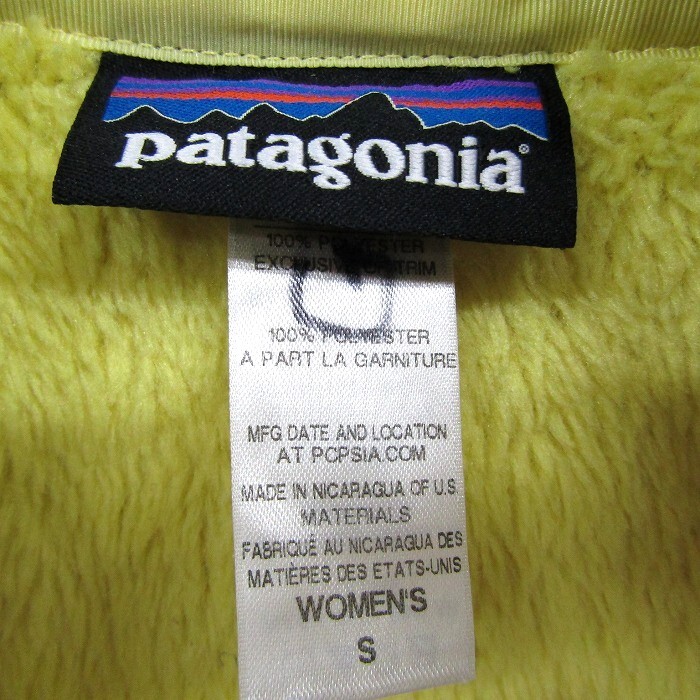 patagonia®
100% POLYESTER
EXCLUSIVE OF TRIM
100% POLYESTER
A PART LA GARNITURE
MFG DATE AND LOCATION
AT PCPSIA.COM
MADE IN NICARAGUA OF U.S.
MATERIALS
FABRIQUÉ AU NICARAGUA DES
MATIÈRES DES ETATS-UNIS
WOMEN'S
S